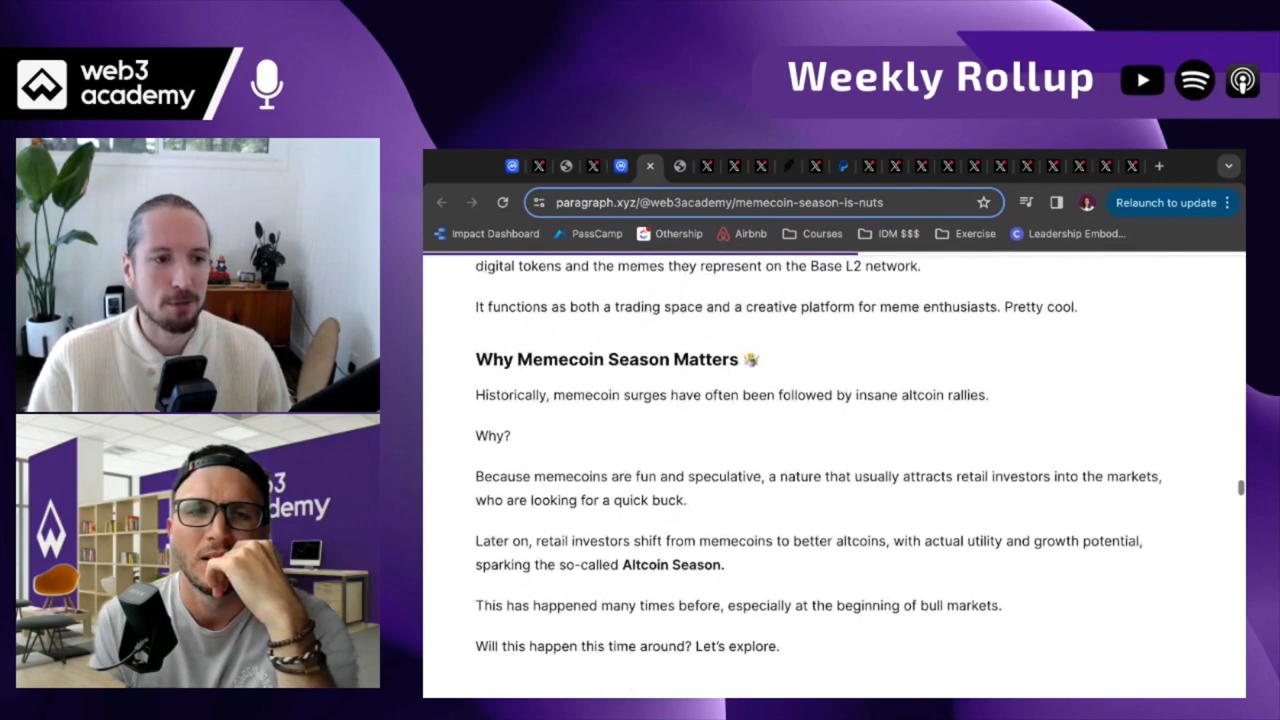 web3
academy
Weekly Rollup
paragraph.xyz/@web3academy/memecoin-season-is-nuts
Relaunch to update
Impact Dashboard
PassCamp
Othership
Airbnb
Courses
IDM $$$
Exercise
Leadership Embod...
digital tokens and the memes they represent on the Base L2 network.
It functions as both a trading space and a creative platform for meme enthusiasts. Pretty cool.
Why Memecoin Season Matters
Historically, memecoin surges have often been followed by insane altcoin rallies.
Why?
Because memecoins are fun and speculative, a nature that usually attracts retail investors into the markets,
who are looking for a quick buck.
Later on, retail investors shift from memecoins to better altcoins, with actual utility and growth potential,
sparking the so-called Altcoin Season.
This has happened many times before, especially at the beginning of bull markets.
Will this happen this time around? Let's explore.